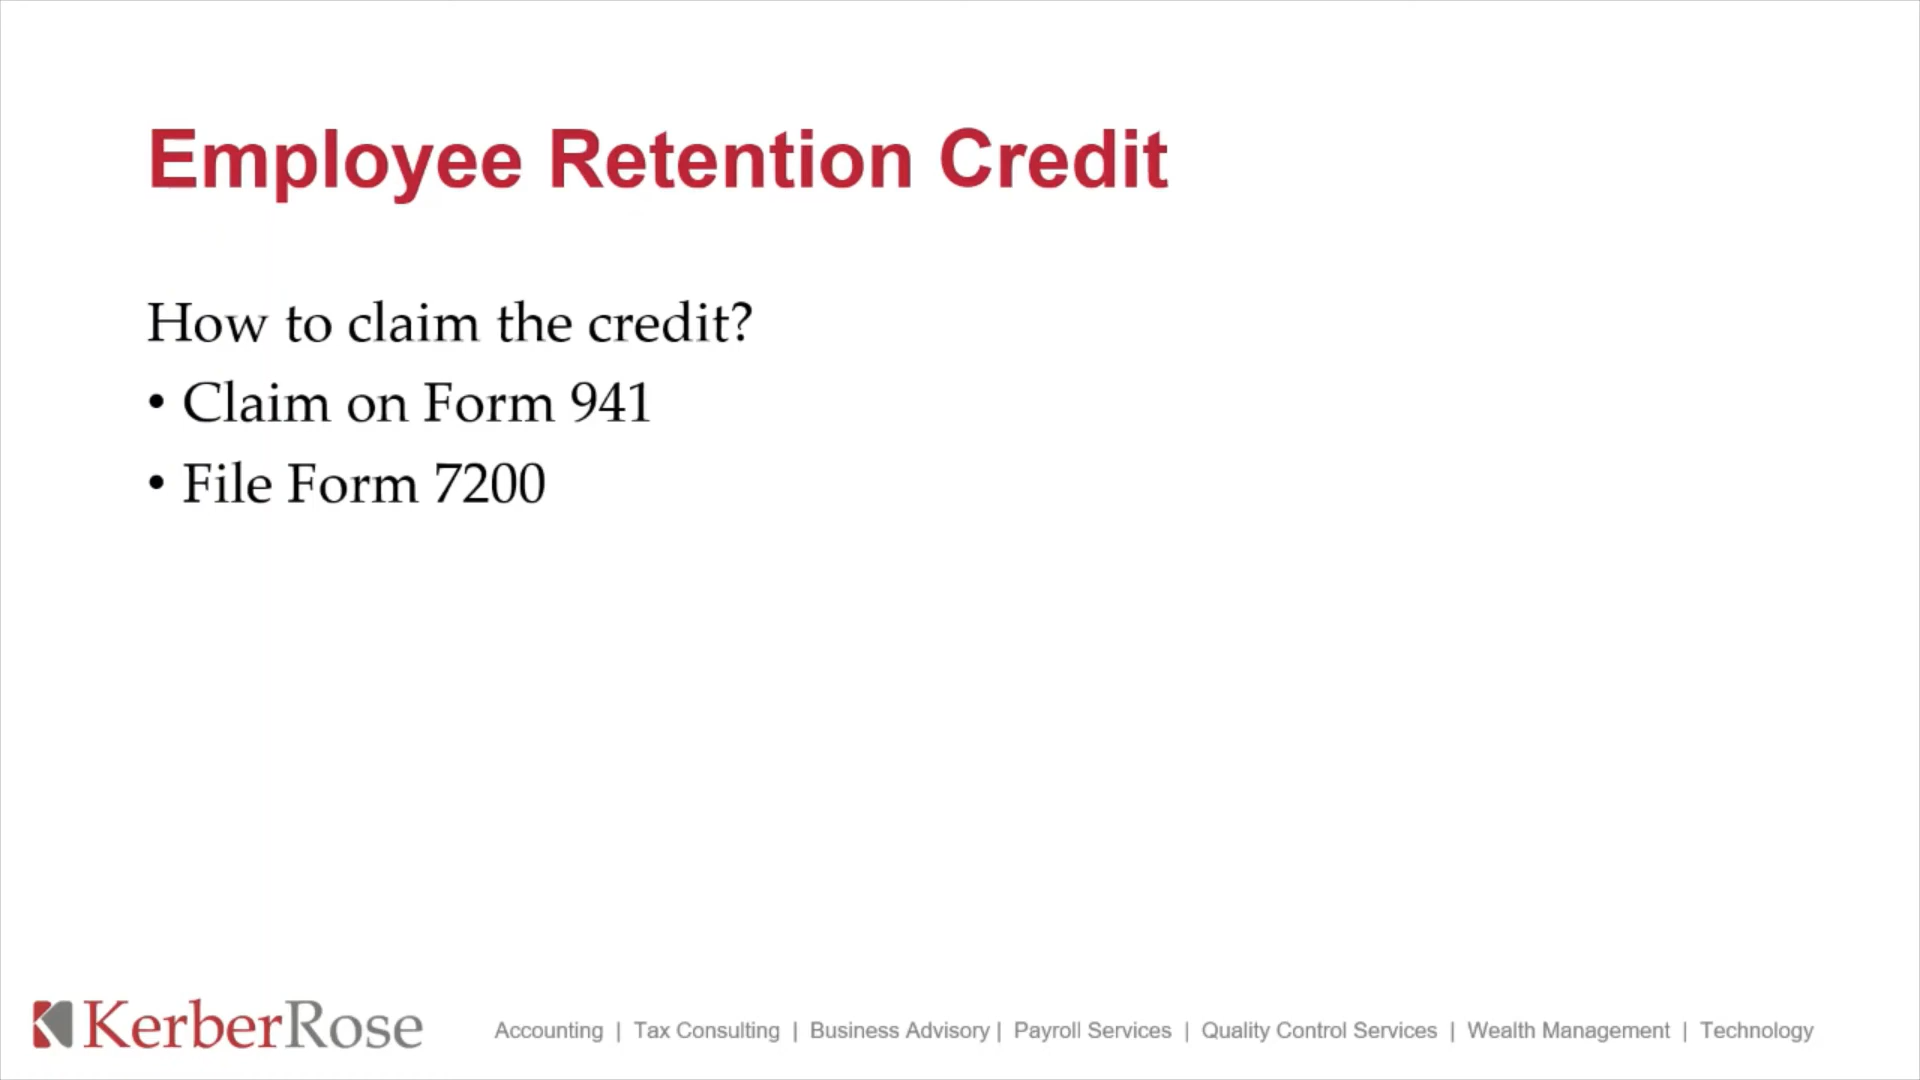 Employee Retention Credit
How to claim the credit?
• Claim on Form 941
• File Form 7200
KerberRose
Accounting | Tax Consulting | Business Advisory | Payroll Services | Quality Control Services | Wealth Management | Technology